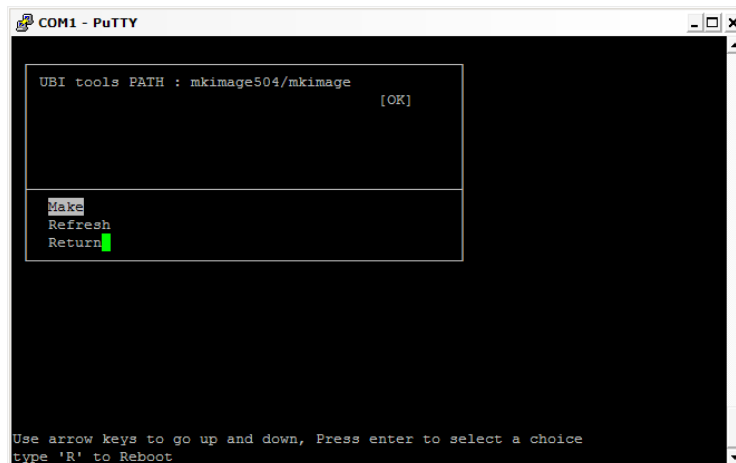 COM1 - PuTTY
UBI tools PATH : mkimage504/mkimage
[OK]
Make
Refresh
Return
Use arrow keys to go up and down, Press enter to select a choice
type 'R' to Reboot